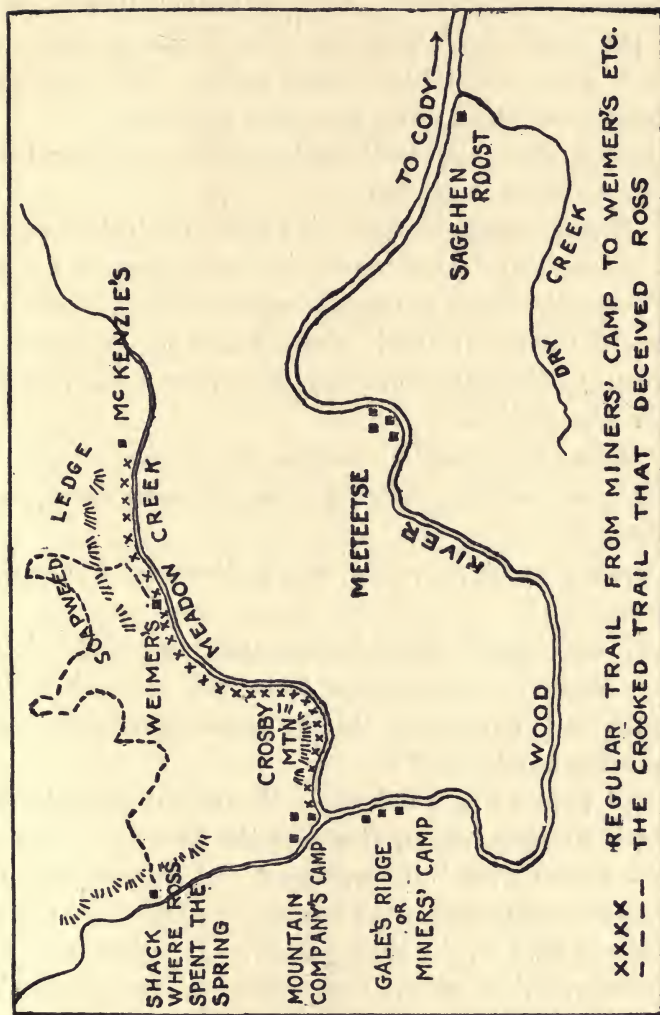 TO CODY
SAGEHEN
ROOST
DRY CREEK
MCKENZIE'S
SOAPWEED LEDGE
WEIMER'S
MEADOW CREEK
MEETEETSE
CROSBY
MTN
WOOD RIVER
SHACK
WHERE ROSS
SPENT THE
SPRING
MOUNTAIN
COMPANY'S CAMP
GALE'S RIDGE
OR
MINERS' CAMP
XXXX REGULAR TRAIL FROM MINERS' CAMP TO WEIMER'S ETC.
---- THE CROOKED TRAIL THAT DECEIVED ROSS